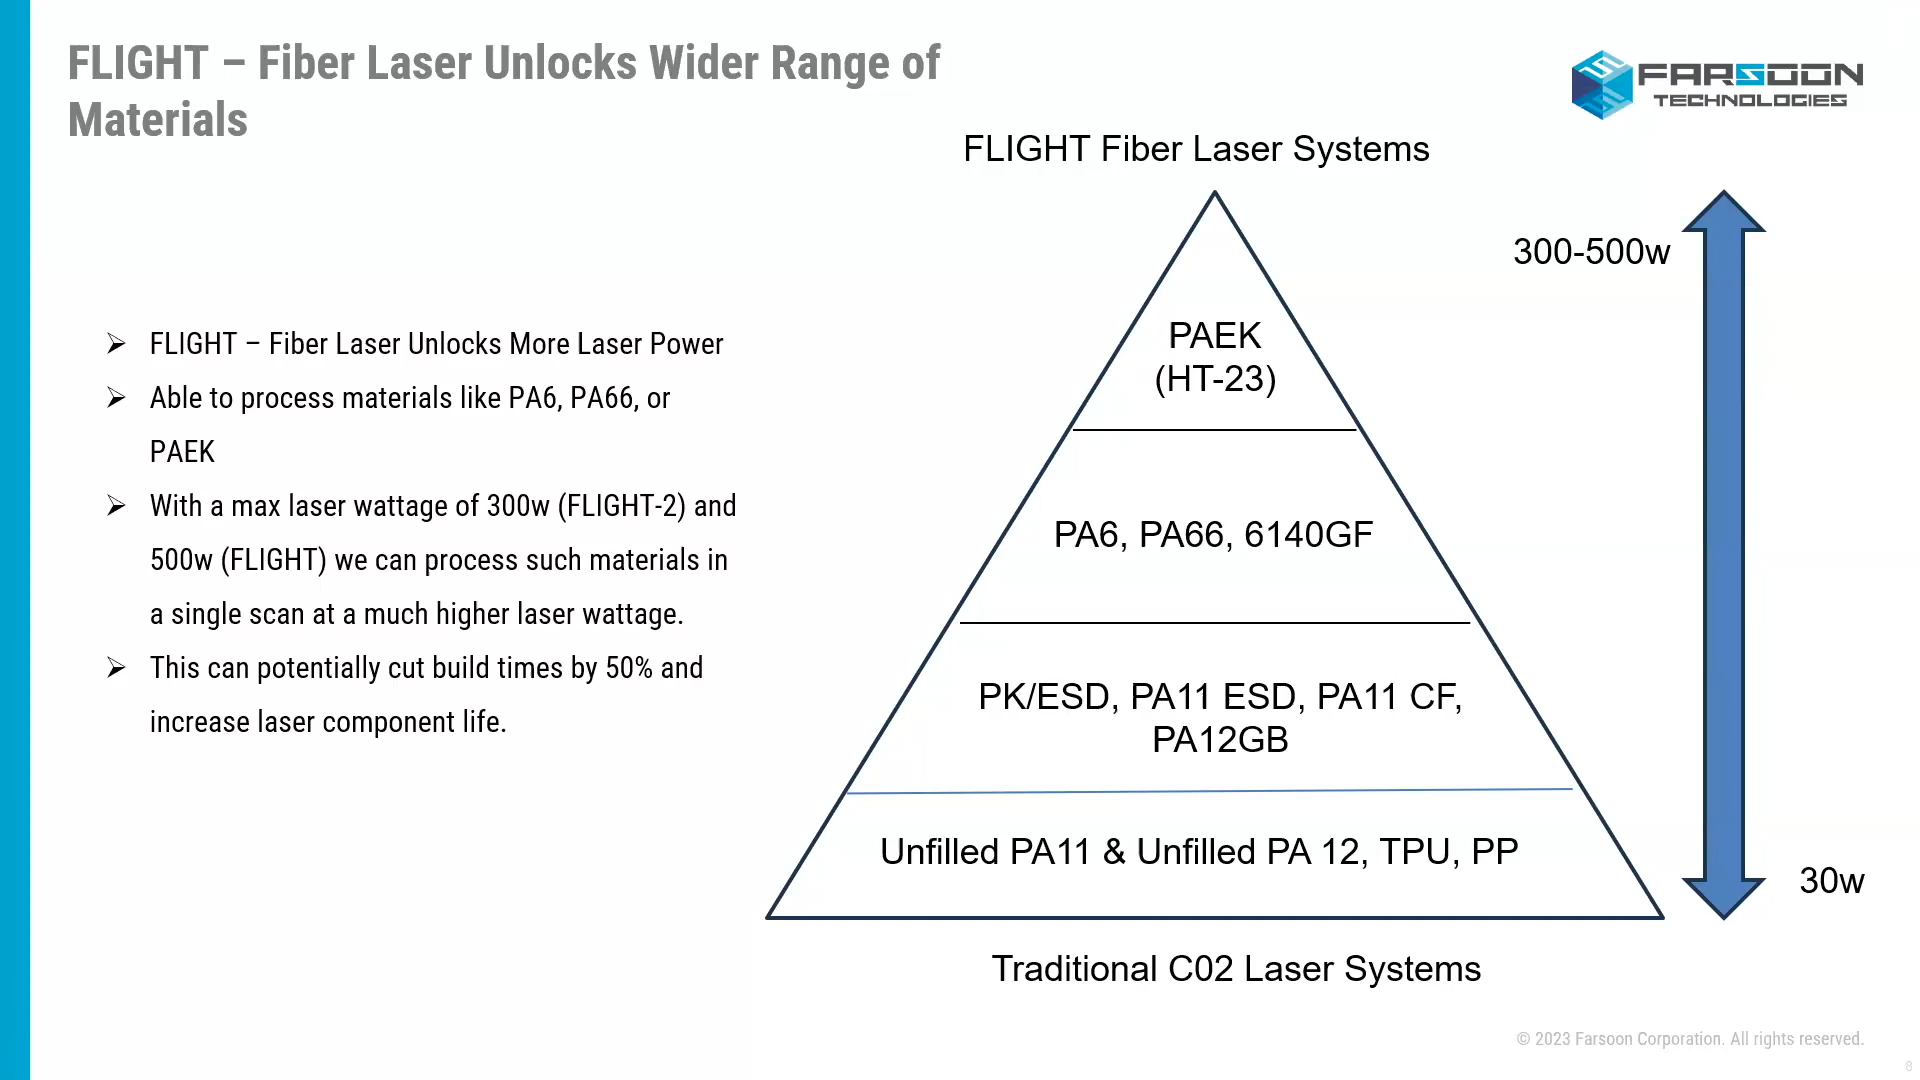 FLIGHT – Fiber Laser Unlocks Wider Range of
Materials
FARSOON
TECHNOLOGIES
FLIGHT Fiber Laser Systems
300-500w
➢ FLIGHT – Fiber Laser Unlocks More Laser Power
➢ Able to process materials like PA6, PA66, or
PAEK
➢ With a max laser wattage of 300w (FLIGHT-2) and
500w (FLIGHT) we can process such materials in
a single scan at a much higher laser wattage.
➢ This can potentially cut build times by 50% and
increase laser component life.
PAEK
(HT-23)
PA6, PA66, 6140GF
PK/ESD, PA11 ESD, PA11 CF,
PA12GB
Unfilled PA11 & Unfilled PA 12, TPU, PP
30w
Traditional C02 Laser Systems
© 2023 Farsoon Corporation. All rights reserved.
8